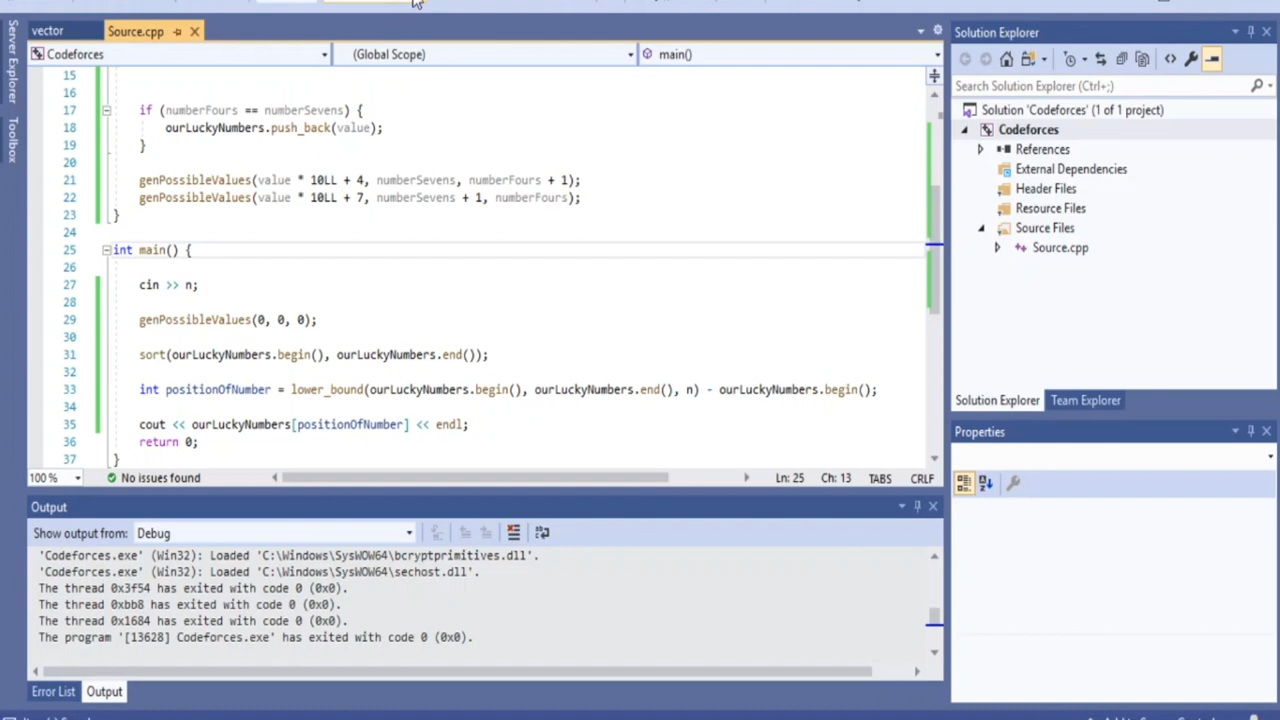 vector
Source.cpp
Solution Explorer
Codeforces
(Global Scope)
main()
Server Explorer
Toolbox
Search Solution Explorer (Ctrl+;)
Solution 'Codeforces' (1 of 1 project)
Codeforces
References
External Dependencies
Header Files
Resource Files
Source Files
Source.cpp
Solution Explorer
Team Explorer
Properties
15
16
17 if (numberFours == numberSevens) {
18 ourLuckyNumbers.push_back(value);
19 }
20
21 genPossibleValues(value * 10LL + 4, numberSevens, numberFours + 1);
22 genPossibleValues(value * 10LL + 7, numberSevens + 1, numberFours);
23 }
24
25 int main() {
26
27 cin >> n;
28
29 genPossibleValues(0, 0, 0);
30
31 sort(ourLuckyNumbers.begin(), ourLuckyNumbers.end());
32
33 int positionOfNumber = lower_bound(ourLuckyNumbers.begin(), ourLuckyNumbers.end(), n) - ourLuckyNumbers.begin();
34
35 cout << ourLuckyNumbers[positionOfNumber] << endl;
36 return 0;
37 }
100 %
No issues found
Ln: 25
Ch: 13
TABS
CRLF
Output
Show output from: Debug
'Codeforces.exe' (Win32): Loaded 'C:\Windows\SysWOW64\bcryptprimitives.dll'.
'Codeforces.exe' (Win32): Loaded 'C:\Windows\SysWOW64\sechost.dll'.
The thread 0x3f54 has exited with code 0 (0x0).
The thread 0xbb8 has exited with code 0 (0x0).
The thread 0x1684 has exited with code 0 (0x0).
The program '[13628] Codeforces.exe' has exited with code 0 (0x0).
Error List
Output